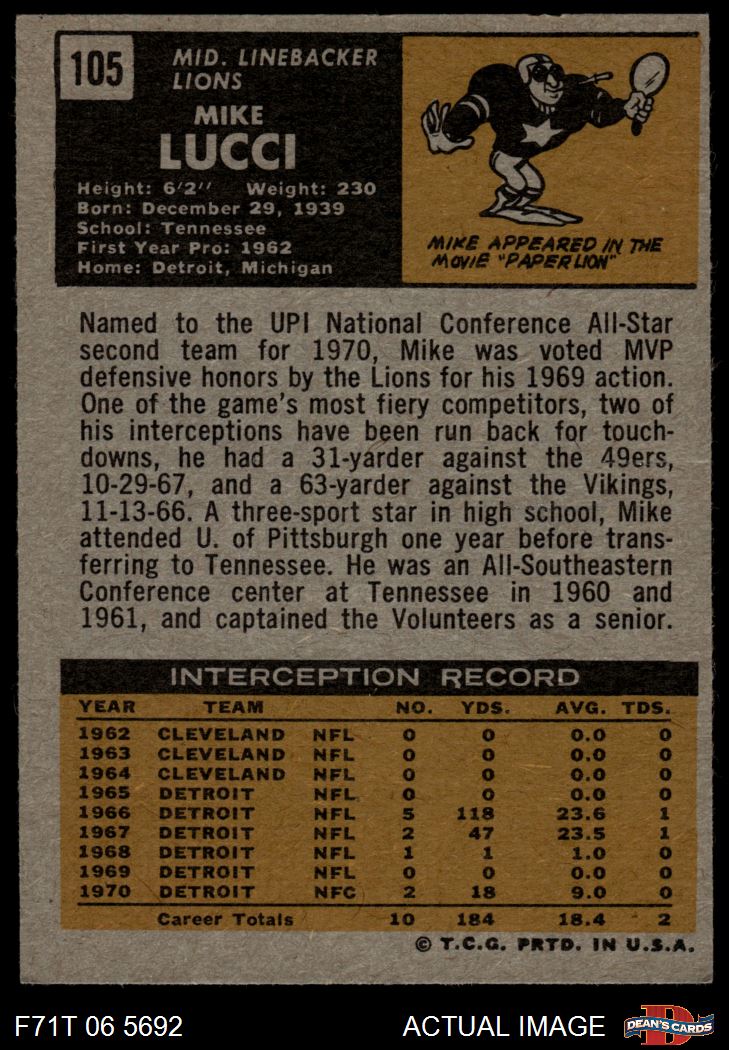 105
MID. LINEBACKER
LIONS
MIKE
LUCCI
Height: 6'2'' Weight: 230
Born: December 29, 1939
School: Tennessee
First Year Pro: 1962
Home: Detroit, Michigan
MIKE APPEARED IN THE
MOVIE "PAPER LION"
Named to the UPI National Conference All-Star
second team for 1970, Mike was voted MVP
defensive honors by the Lions for his 1969 action.
One of the game's most fiery competitors, two of
his interceptions have been run back for touch-
downs, he had a 31-yarder against the 49ers,
10-29-67, and a 63-yarder against the Vikings,
11-13-66. A three-sport star in high school, Mike
attended U. of Pittsburgh one year before trans-
ferring to Tennessee. He was an All-Southeastern
Conference center at Tennessee in 1960 and
1961, and captained the Volunteers as a senior.
INTERCEPTION RECORD
YEAR TEAM NO. YDS. AVG. TDS.
1962 CLEVELAND NFL 0 0 0.0 0
1963 CLEVELAND NFL 0 0 0.0 0
1964 CLEVELAND NFL 0 0 0.0 0
1965 DETROIT NFL 0 0 0.0 0
1966 DETROIT NFL 5 118 23.6 1
1967 DETROIT NFL 2 47 23.5 1
1968 DETROIT NFL 1 1 1.0 0
1969 DETROIT NFL 0 0 0.0 0
1970 DETROIT NFC 2 18 9.0 0
Career Totals 10 184 18.4 2
© T.C.G. PRTD. IN U.S.A.
F71T 06 5692 ACTUAL IMAGE
D
DEAN'S CARDS